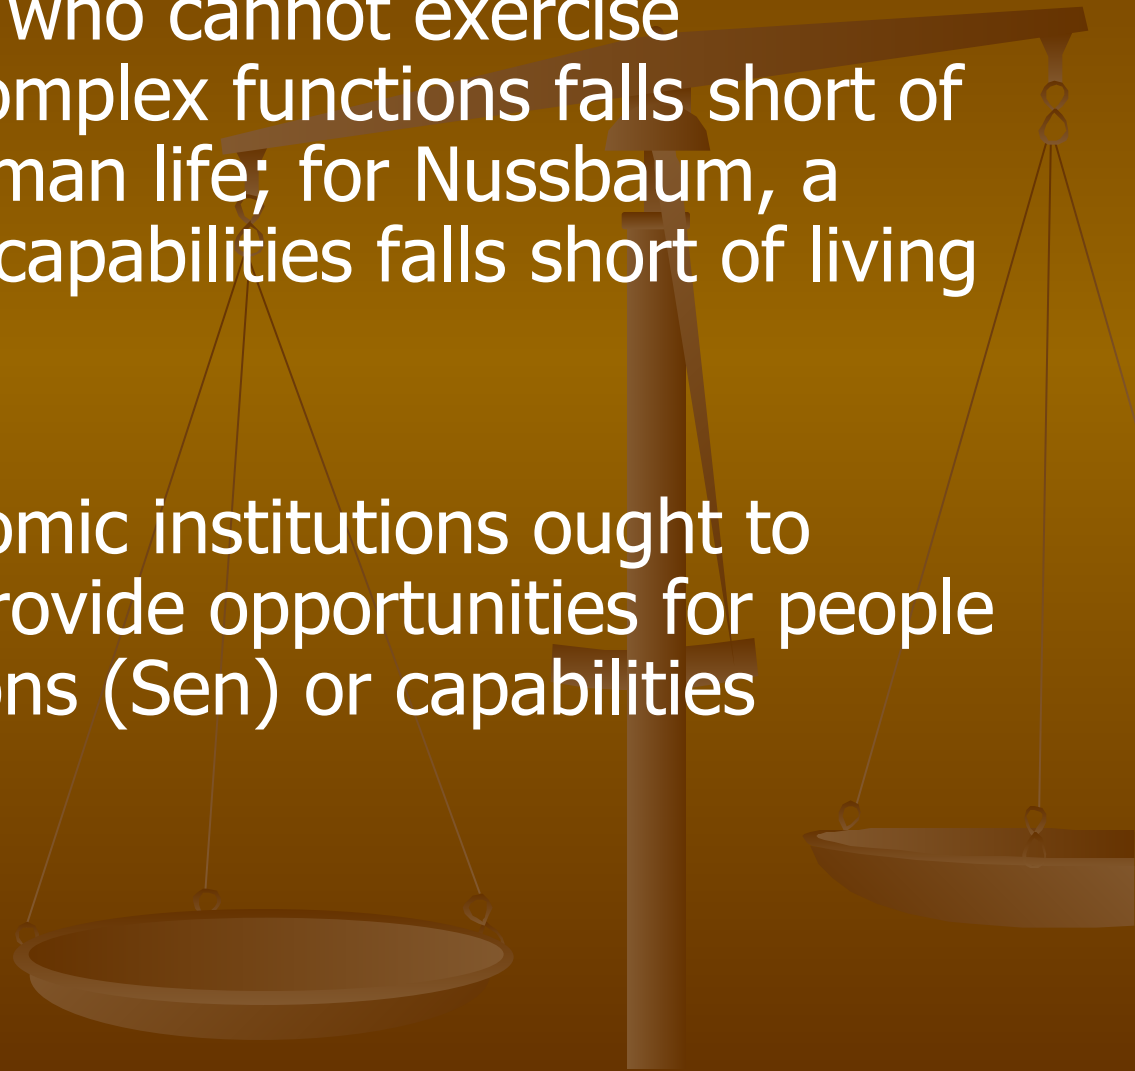 who cannot exercise
omplex functions falls short of
man life; for Nussbaum, a
capabilities falls short of living
omic institutions ought to
rovide opportunities for people
ons (Sen) or capabilities